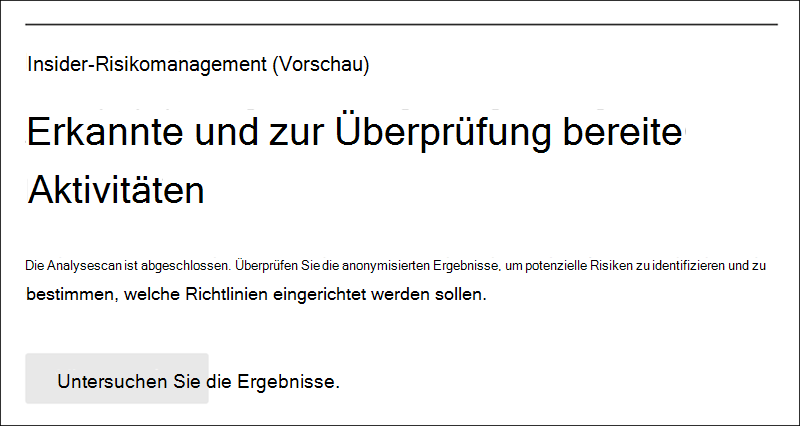 Insider-Risikomanagement (Vorschau)
Erkannte und zur Überprüfung bereite
Aktivitäten
Die Analysescan ist abgeschlossen. Überprüfen Sie die anonymisierten Ergebnisse, um potenzielle Risiken zu identifizieren und zu
bestimmen, welche Richtlinien eingerichtet werden sollen.
Untersuchen Sie die Ergebnisse.